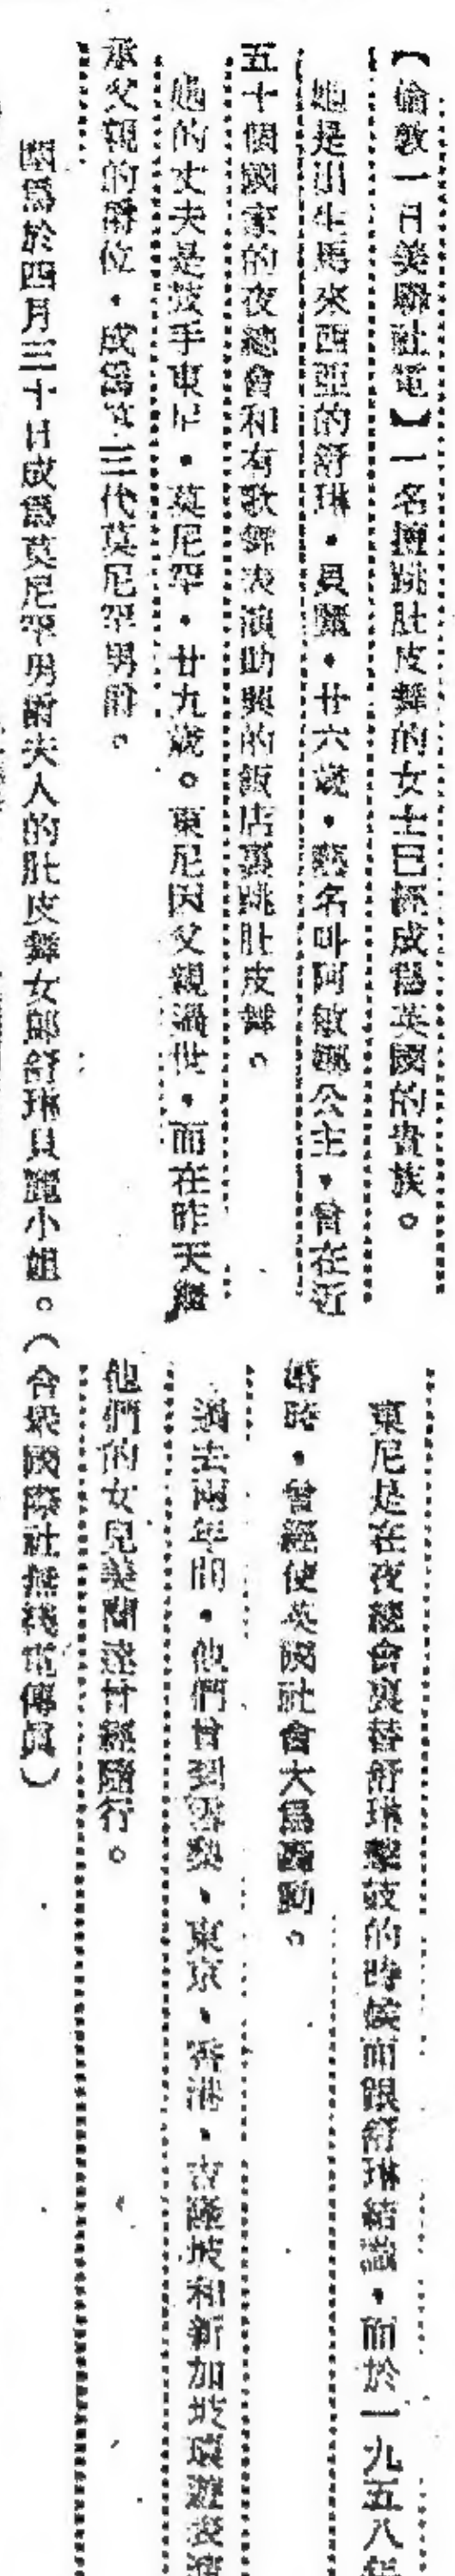 【倫敦一日美聯社電】一名擅跳肚皮舞的女士已經成爲英國的貴族。
她是出生馬來西亞的舒琳・貝麗・廿六歲・藝名叫阿敏娜公主，曾在近
五十個國家的夜總會和有歌舞表演助興的飯店裏跳肚皮舞。
她的丈夫是鼓手東尼・莫尼罕・廿九歲。東尼因父親逝世，而在昨天繼
承父親的爵位・成爲第三代莫尼罕男爵。
東尼是在夜總會裏替舒琳擊鼓的時候而跟舒琳結識，而於一九五八年
婚時，曾經使英國社會大爲轟動。
過去兩年間，他們曾到雪梨、東京、香港、吉隆坡和新加坡環遊表演
他們的女兒美蘭達曾經隨行。
圖爲於四月三十日成爲莫尼罕男爵夫人的肚皮舞女郎舒琳貝麗小姐。（合衆國際社無綫電傳眞）